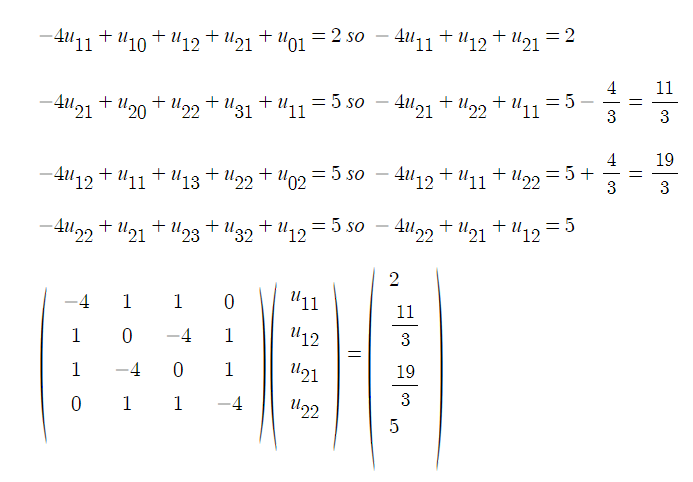 −4u₁₁ + u₁₀ + u₁₂ + u₂₁ + u₀₁ = 2 so −4u₁₁ + u₁₂ + u₂₁ = 2
−4u₂₁ + u₂₀ + u₂₂ + u₃₁ + u₁₁ = 5 so −4u₂₁ + u₂₂ + u₁₁ = 5 − 4/3 = 11/3
−4u₁₂ + u₁₁ + u₁₃ + u₂₂ + u₀₂ = 5 so −4u₁₂ + u₁₁ + u₂₂ = 5 + 4/3 = 19/3
−4u₂₂ + u₂₁ + u₂₃ + u₃₂ + u₁₂ = 5 so −4u₂₂ + u₂₁ + u₁₂ = 5
( −4 1 1 0 ) ( u₁₁ ) = ( 2 )
( 1 0 −4 1 ) ( u₁₂ ) ( 11/3 )
( 1 −4 0 1 ) ( u₂₁ ) ( 19/3 )
( 0 1 1 −4 ) ( u₂₂ ) ( 5 )